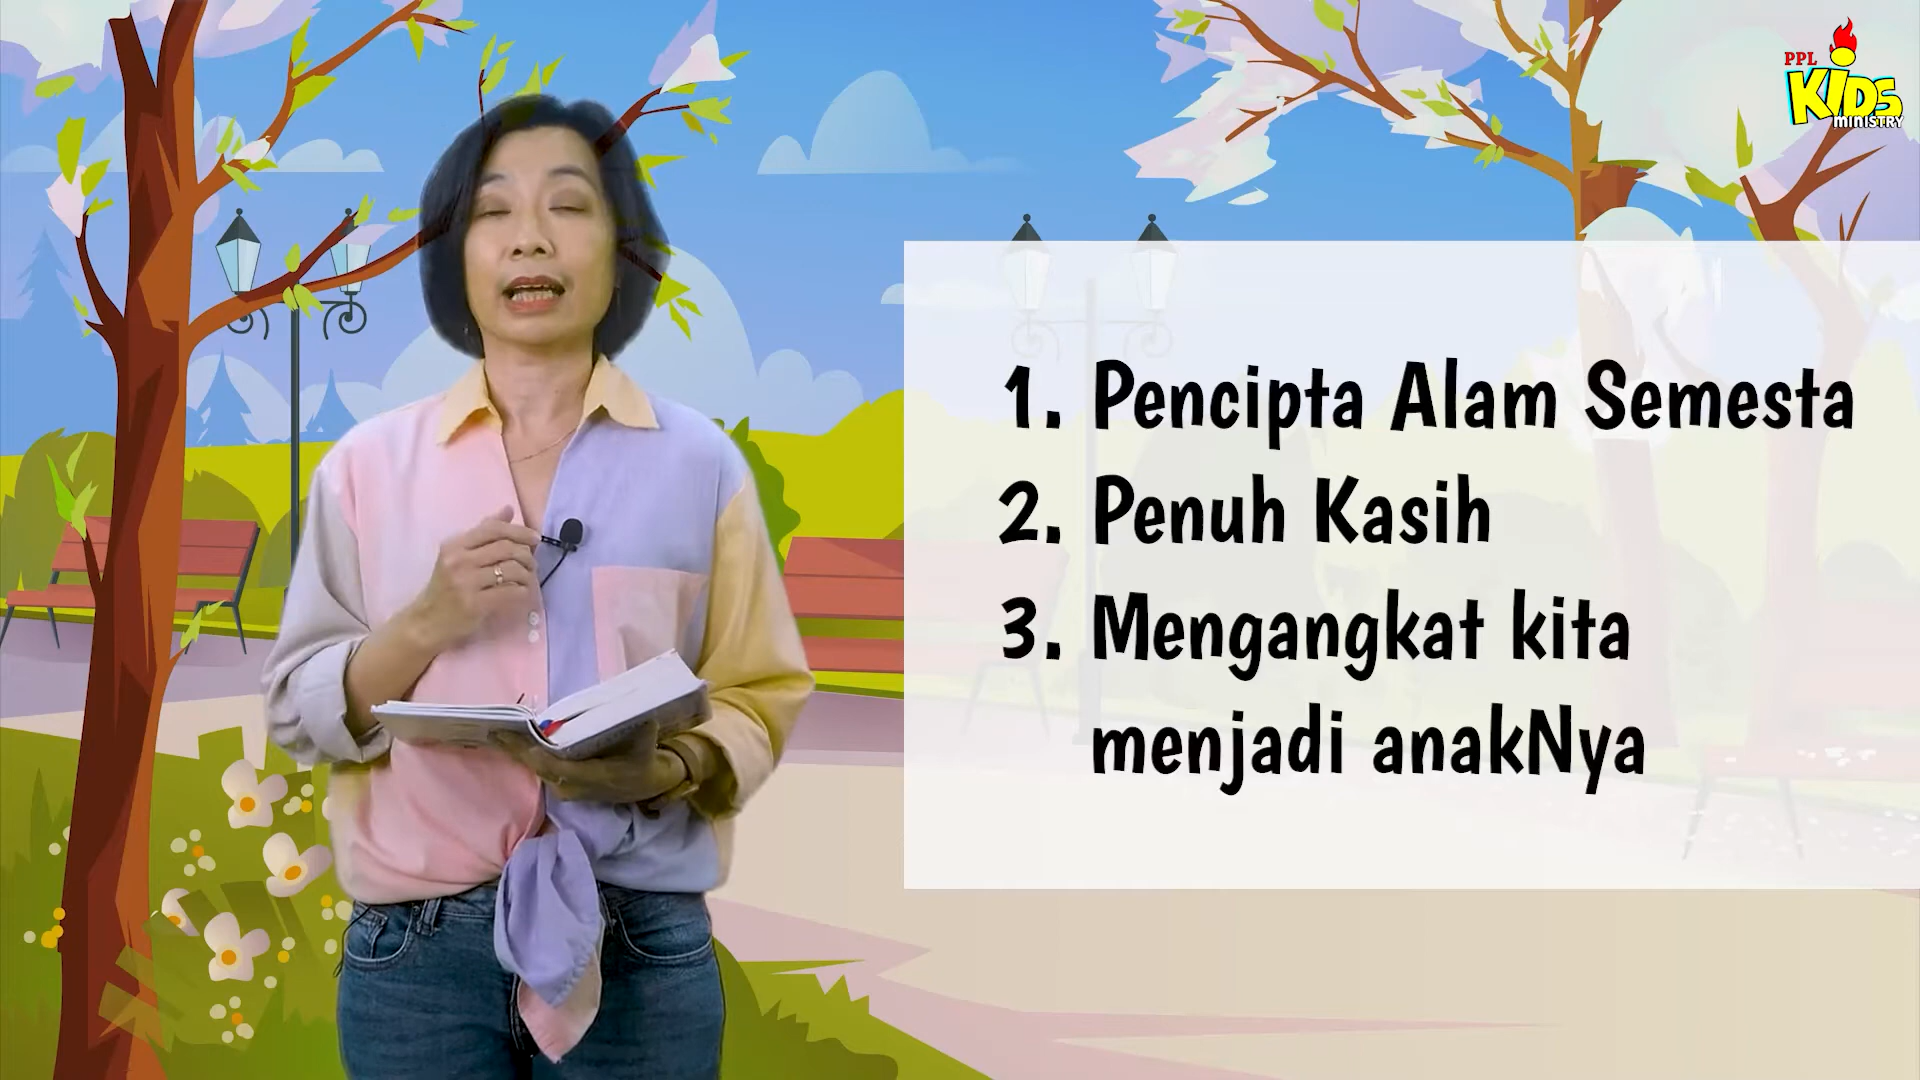 PPL
KIDS
MINISTRY
1. Pencipta Alam Semesta
2. Penuh Kasih
3. Mengangkat kita
menjadi anakNya